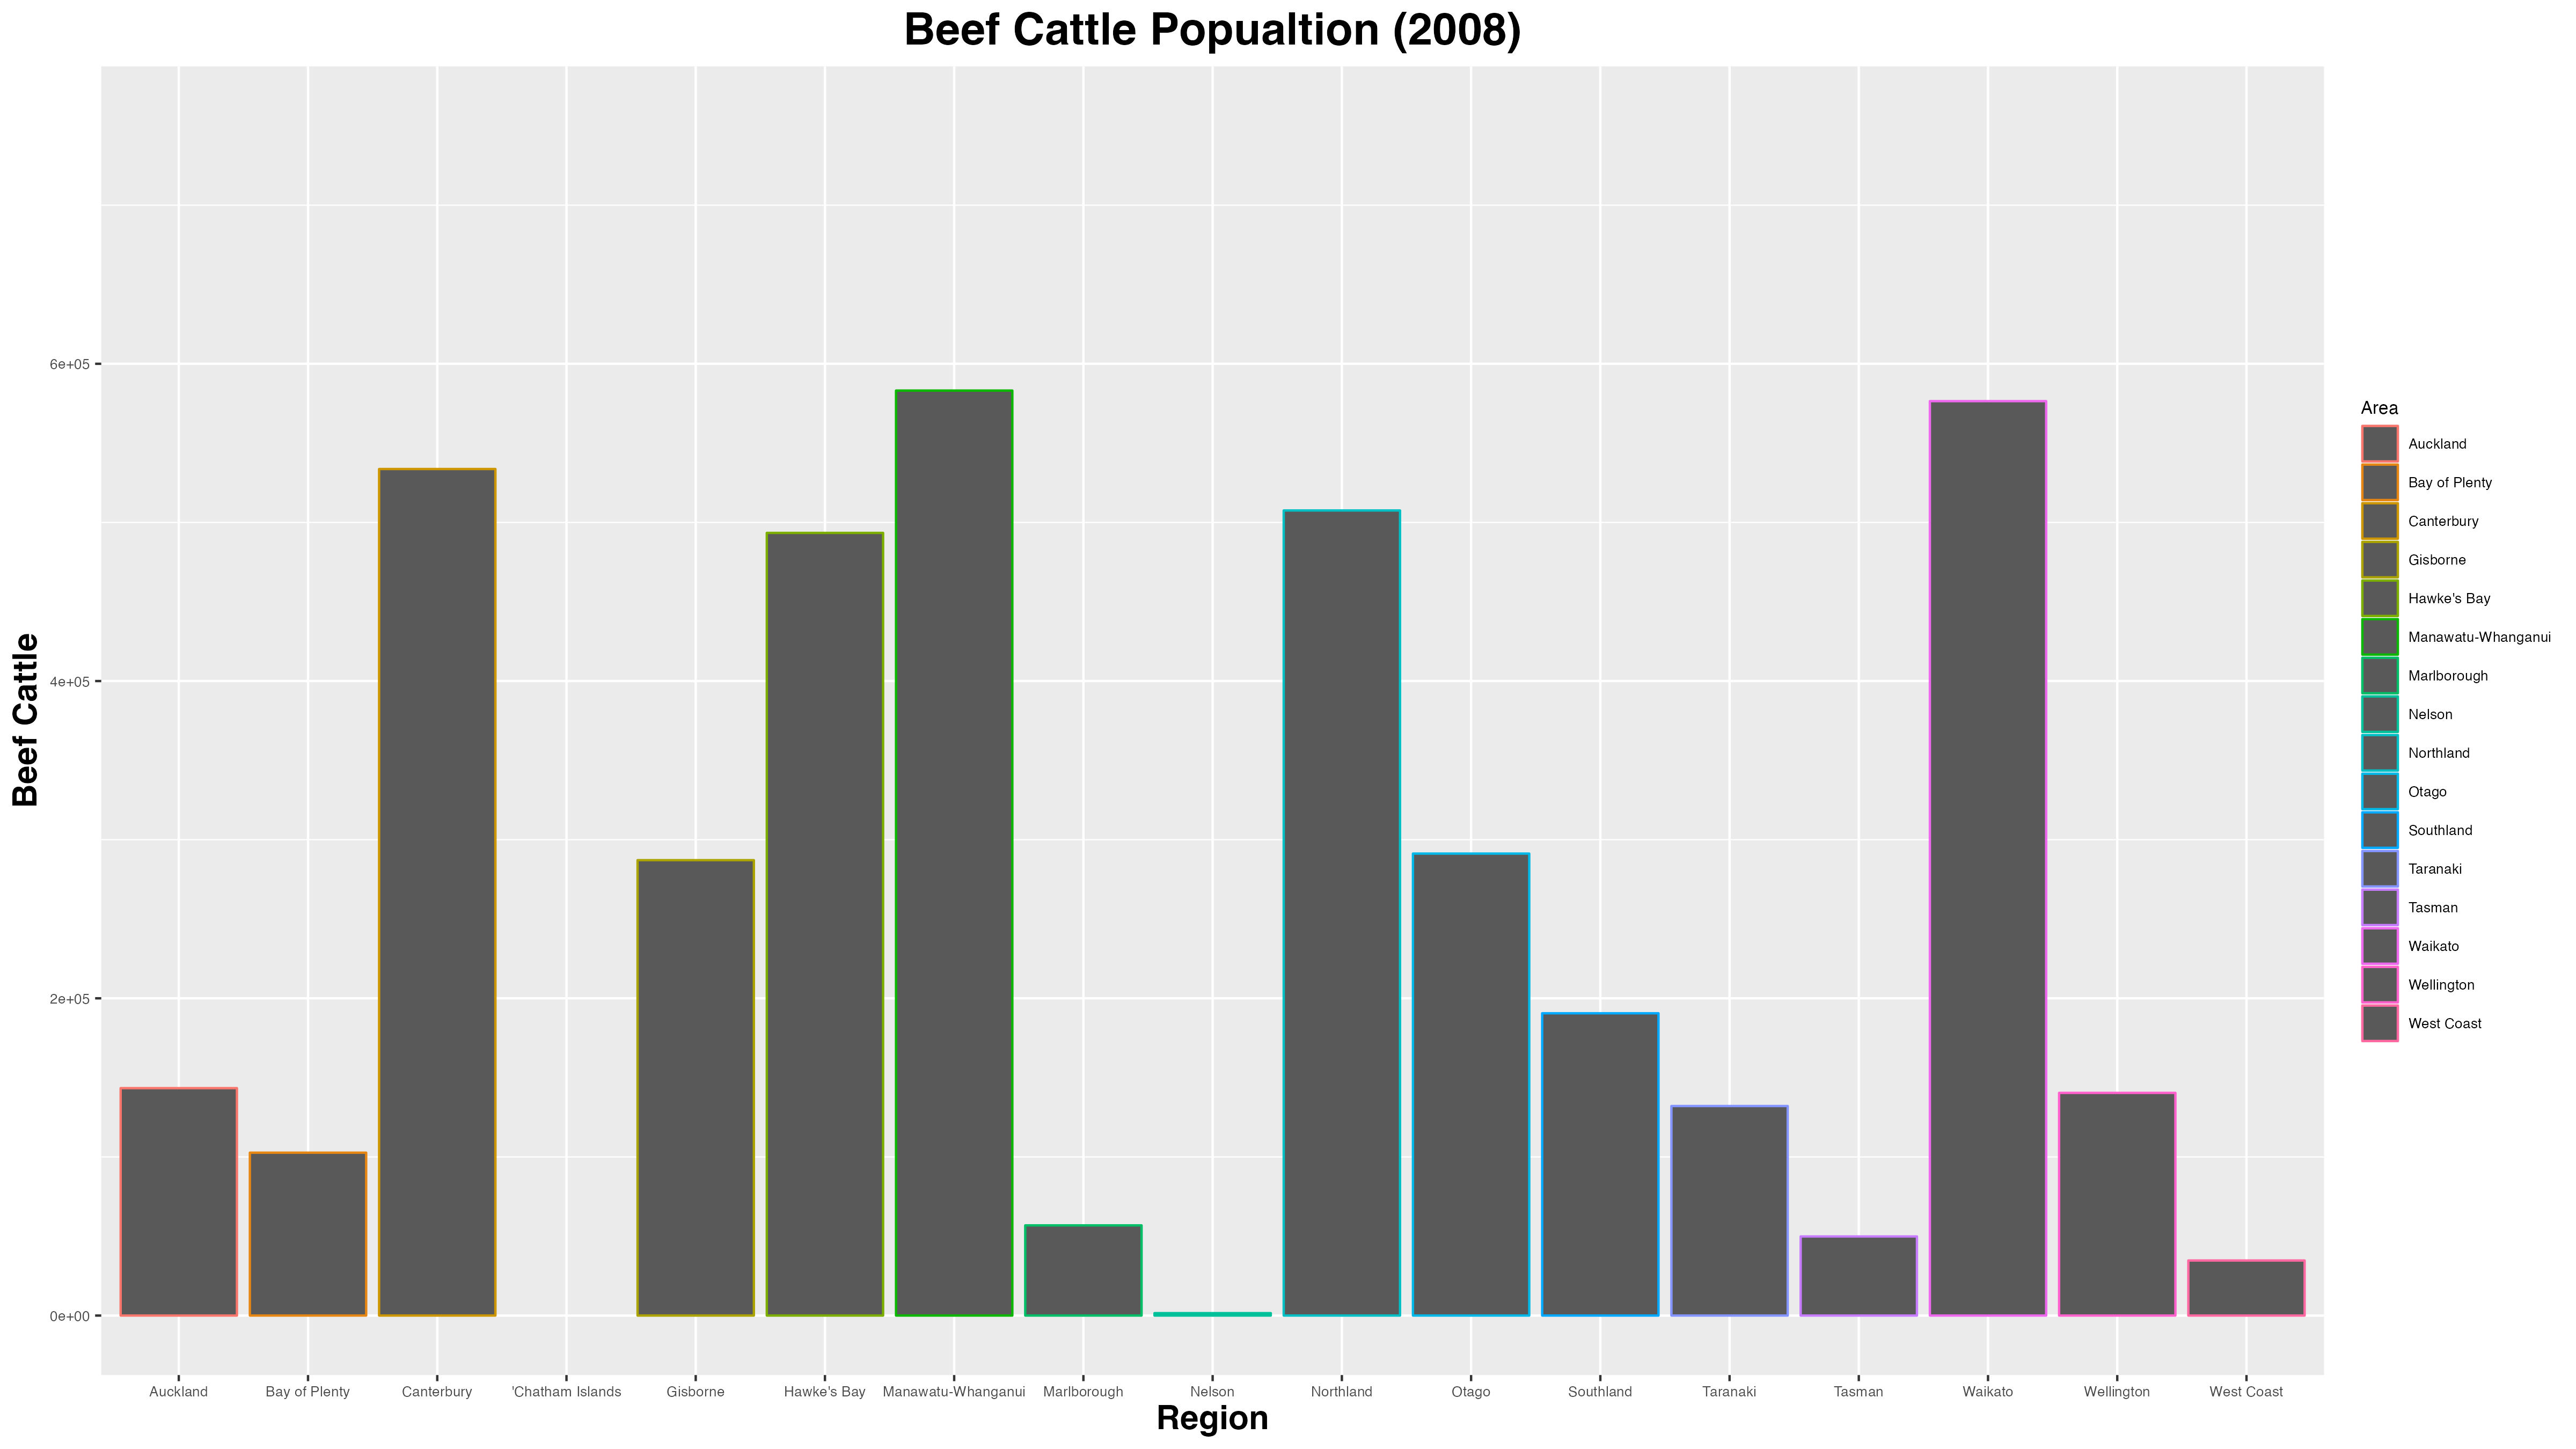 Beef Cattle Popualtion (2008)
Beef Cattle
6e+05
4e+05
2e+05
0e+00
Auckland
Bay of Plenty
Canterbury
'Chatham Islands
Gisborne
Hawke's Bay
Manawatu-Whanganui
Marlborough
Nelson
Northland
Otago
Southland
Taranaki
Tasman
Waikato
Wellington
West Coast
Region
Area
Auckland
Bay of Plenty
Canterbury
Gisborne
Hawke's Bay
Manawatu-Whanganui
Marlborough
Nelson
Northland
Otago
Southland
Taranaki
Tasman
Waikato
Wellington
West Coast